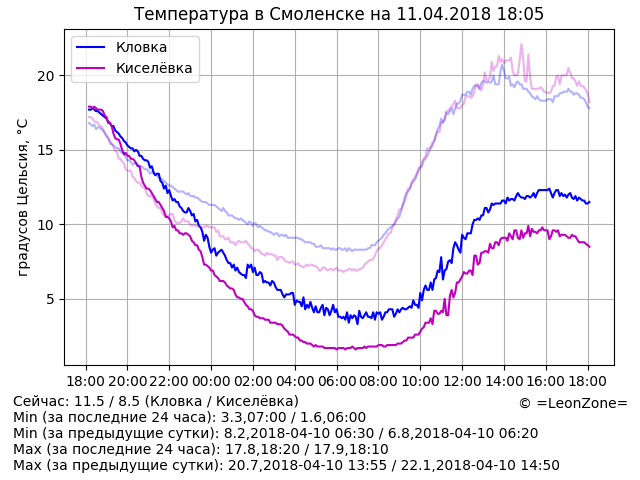 Температура в Смоленске на 11.04.2018 18:05
Кловка
Киселёвка
градусов Цельсия, °C
20
15
10
5
18:00 20:00 22:00 00:00 02:00 04:00 06:00 08:00 10:00 12:00 14:00 16:00 18:00
Сейчас: 11.5 / 8.5 (Кловка / Киселёвка)
© =LeonZone=
Min (за последние 24 часа): 3.3,07:00 / 1.6,06:00
Min (за предыдущие сутки): 8.2,2018-04-10 06:30 / 6.8,2018-04-10 06:20
Max (за последние 24 часа): 17.8,18:20 / 17.9,18:10
Max (за предыдущие сутки): 20.7,2018-04-10 13:55 / 22.1,2018-04-10 14:50